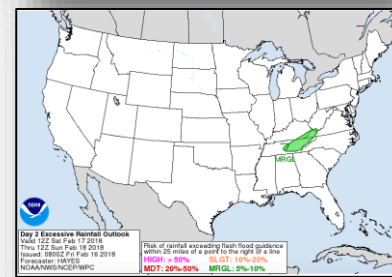 MRGL
NOAA
Day 2 Excessive Rainfall Outlook
Valid 12Z Sat Feb 17 2018
Thru 12Z Sun Feb 18 2018
Issued: 0800Z Fri Feb 16 2018
Forecaster: HAYES
NOAA/NWS/NCEP/WPC
Risk of rainfall exceeding flash flood guidance
within 25 miles of a point to the right of a line
HIGH: > 50% SLGT: 10%-20%
MDT: 20%-50% MRGL: 5%-10%